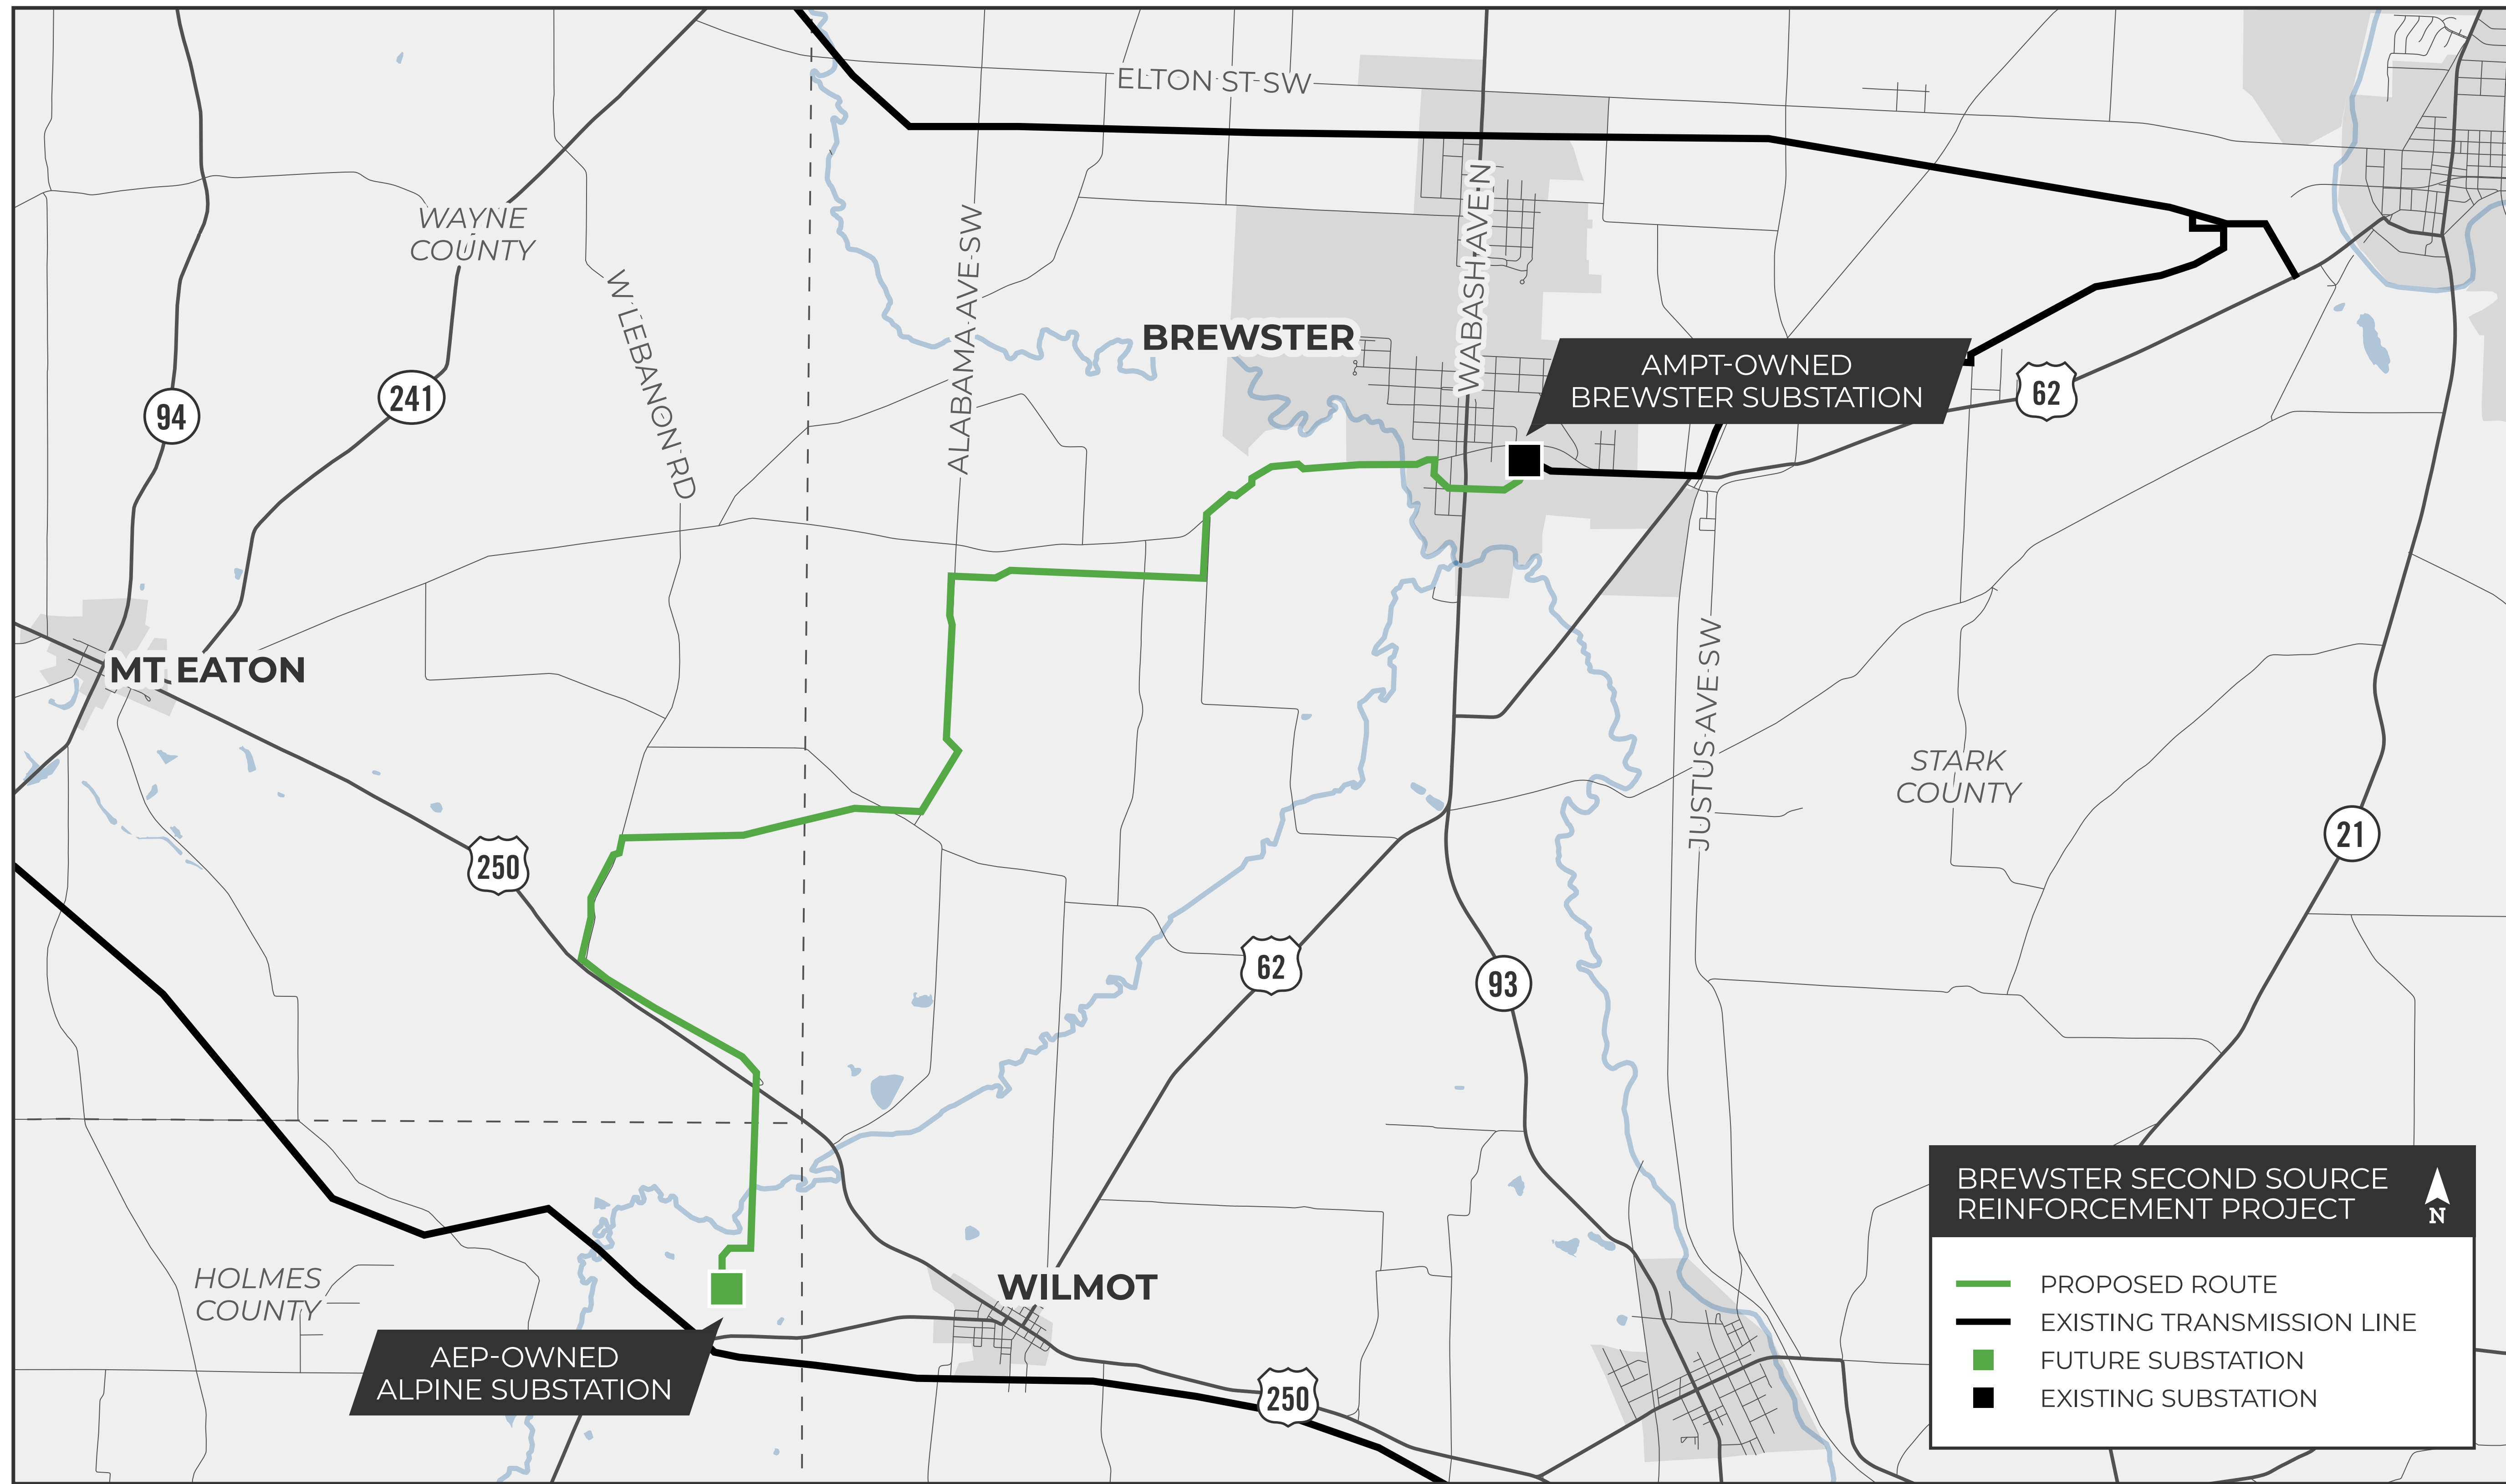 ELTON ST SW
WAYNE
COUNTY
W LEBANON RD
ALABAMA AVE SW
WABASH AVE N
BREWSTER
AMPT-OWNED
BREWSTER SUBSTATION
94
241
62
MT EATON
JUSTUS AVE SW
STARK
COUNTY
250
21
62
93
HOLMES
COUNTY
WILMOT
AEP-OWNED
ALPINE SUBSTATION
250
BREWSTER SECOND SOURCE
REINFORCEMENT PROJECT
N
PROPOSED ROUTE
EXISTING TRANSMISSION LINE
FUTURE SUBSTATION
EXISTING SUBSTATION